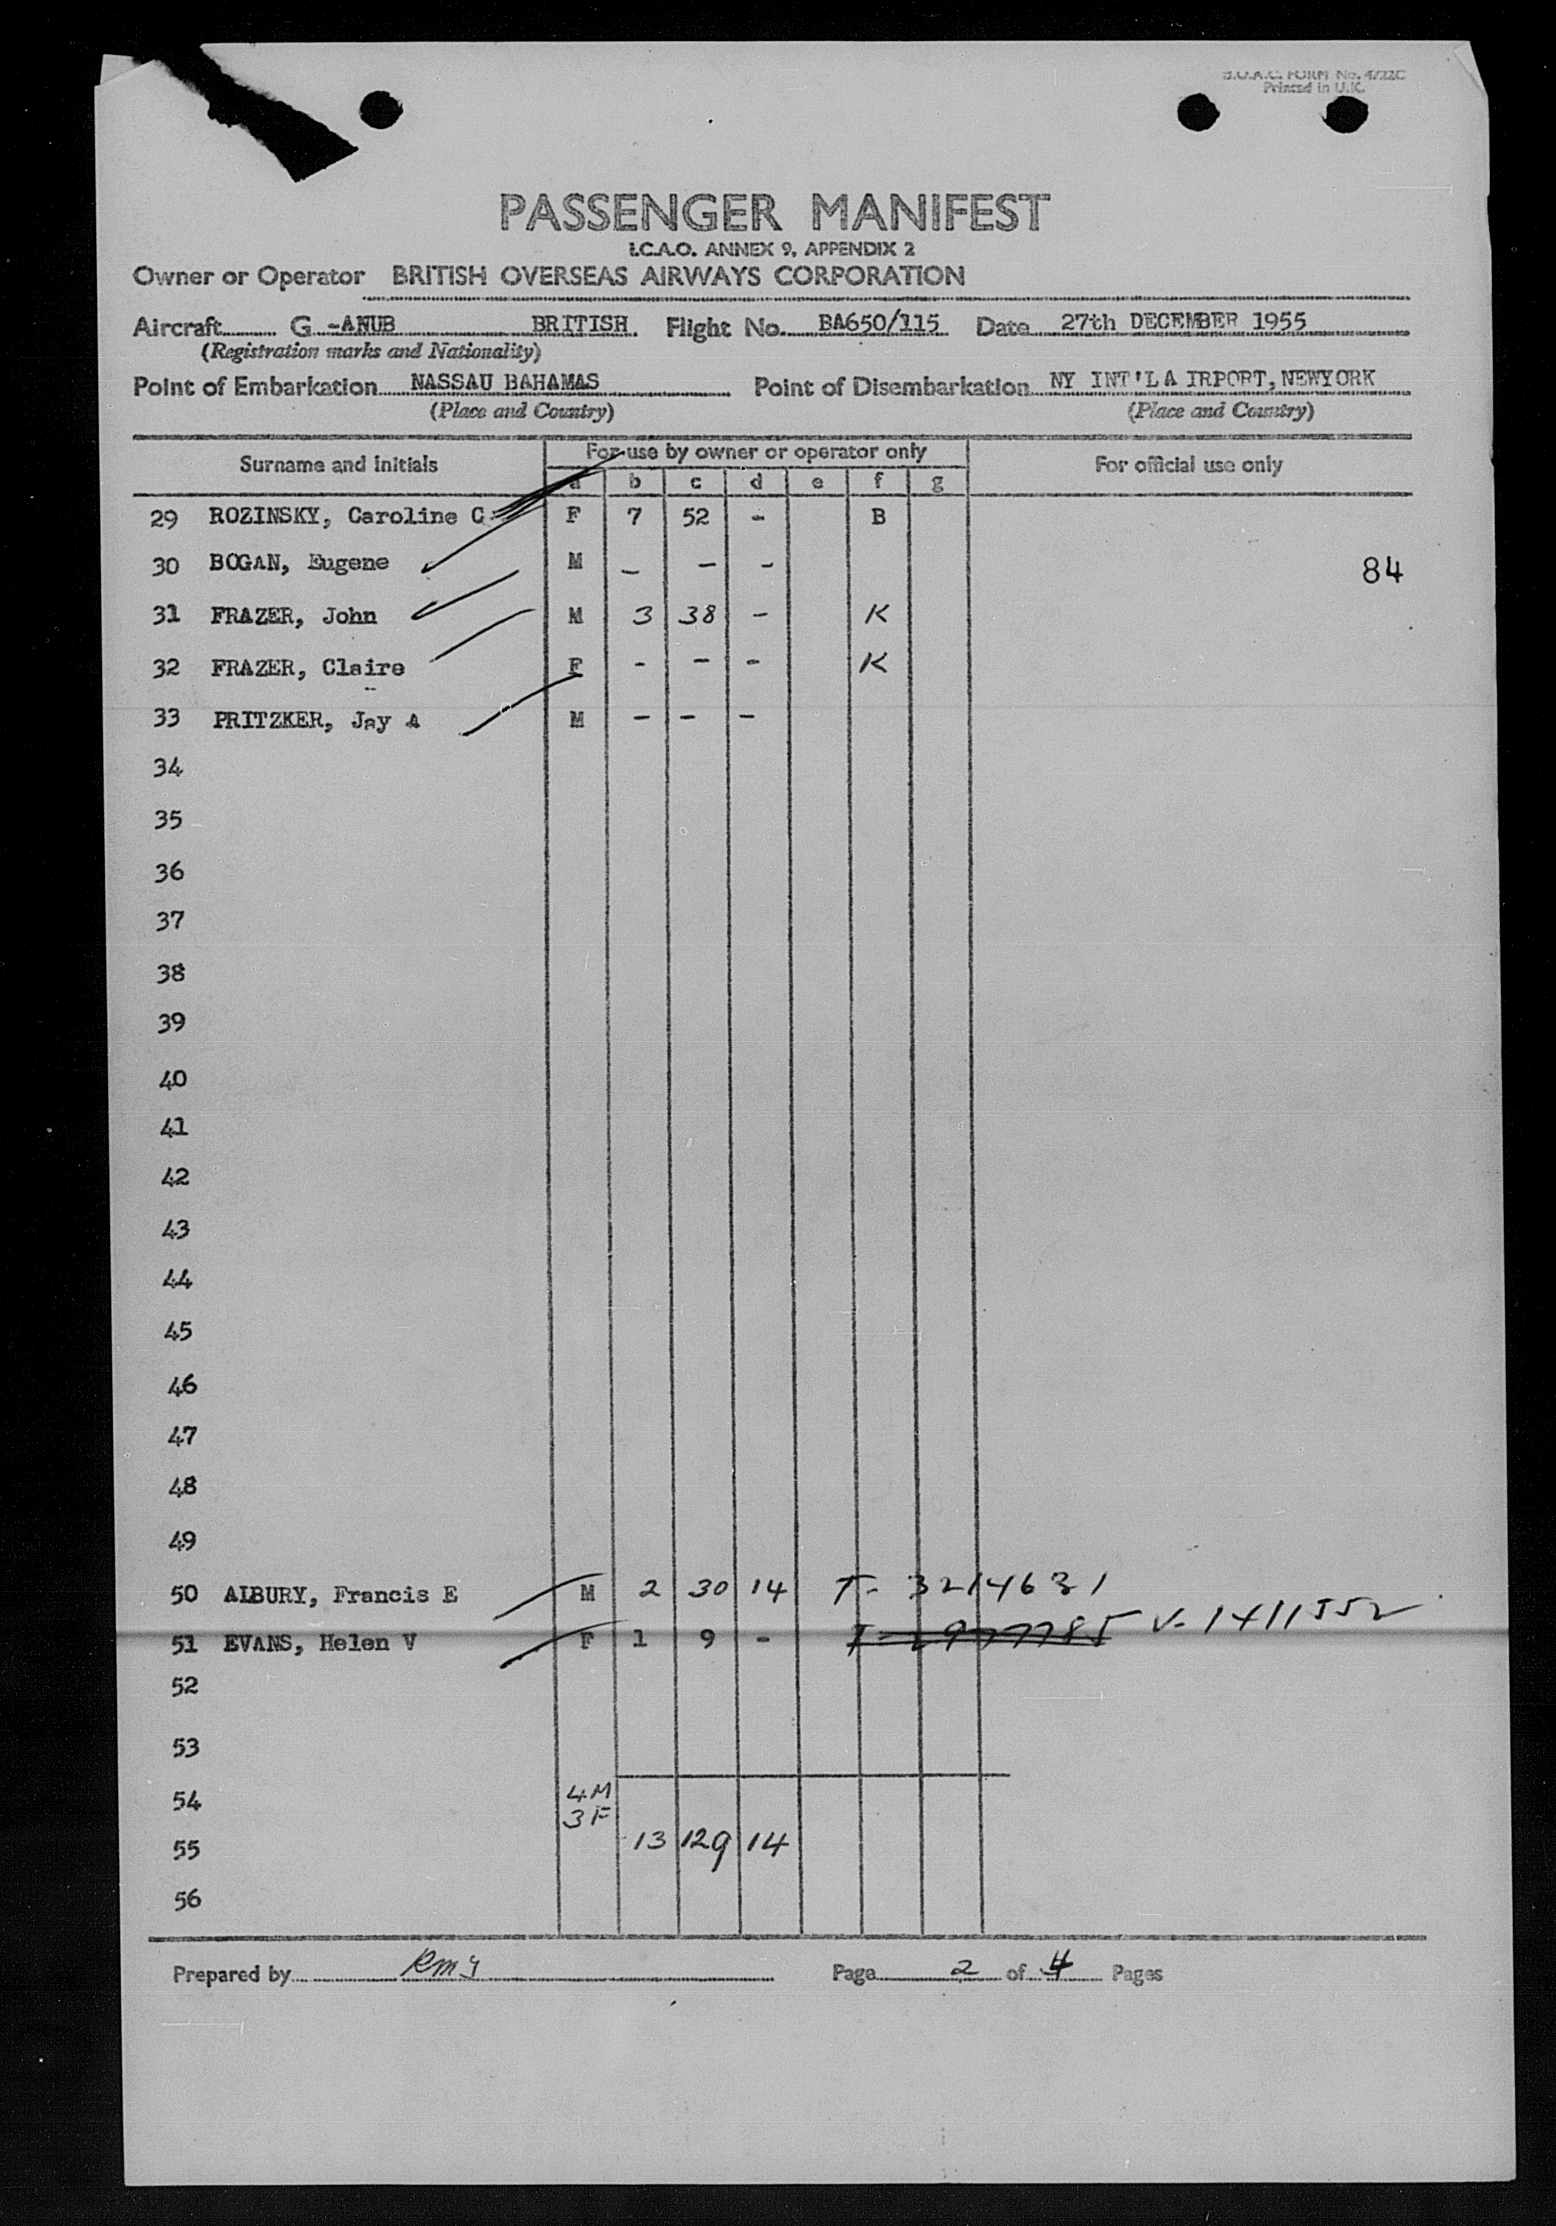 B.O.A.C. FORM No. 4/22C
Printed in U.K.
PASSENGER MANIFEST
I.C.A.O. ANNEX 9, APPENDIX 2
Owner or Operator BRITISH OVERSEAS AIRWAYS CORPORATION
Aircraft G -ANUB BRITISH Flight No. BA650/115 Date 27th DECEMBER 1955
(Registration marks and Nationality)
Point of Embarkation NASSAU BAHAMAS Point of Disembarkation NY INT'L A IRPORT, NEWYORK
(Place and Country) (Place and Country)
Surname and initials For use by owner or operator only For official use only
a b c d e f g
29 ROZINSKY, Caroline C F 7 52 - B
30 BOGAN, Eugene M - - -
84
31 FRAZER, John M 3 38 - K
32 FRAZER, Claire F - - - K
33 PRITZKER, Jay A M - - -
34
35
36
37
38
39
40
41
42
43
44
45
46
47
48
49
50 ALBURY, Francis E M 2 30 14 T- 3214631
51 EVANS, Helen V F 1 9 - V- 1411552
52
53
54 4M
3F
55 13 129 14
56
Prepared by Page 2 of 4 Pages